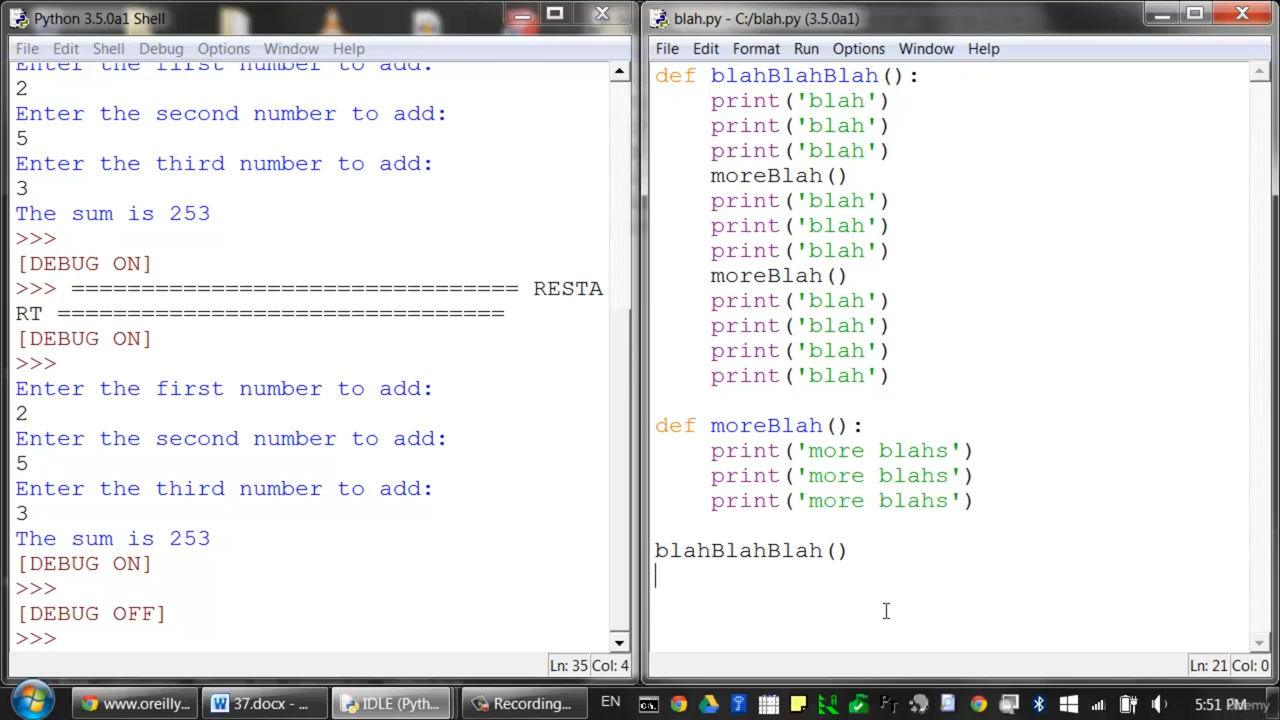 Python 3.5.0a1 Shell
File Edit Shell Debug Options Window Help
Enter the first number to add:
2
Enter the second number to add:
5
Enter the third number to add:
3
The sum is 253
>>>
[DEBUG ON]
>>> ================================ RESTA
RT ================================
[DEBUG ON]
>>>
Enter the first number to add:
2
Enter the second number to add:
5
Enter the third number to add:
3
The sum is 253
[DEBUG ON]
>>>
[DEBUG OFF]
>>>
Ln: 35 Col: 4
blah.py - C:/blah.py (3.5.0a1)
File Edit Format Run Options Window Help
def blahBlahBlah():
    print('blah')
    print('blah')
    print('blah')
    moreBlah()
    print('blah')
    print('blah')
    print('blah')
    moreBlah()
    print('blah')
    print('blah')
    print('blah')
    print('blah')
def moreBlah():
    print('more blahs')
    print('more blahs')
    print('more blahs')
blahBlahBlah()
Ln: 21 Col: 0
www.oreilly... 37.docx - ... IDLE (Pyth... Recording... EN 5:51 PM